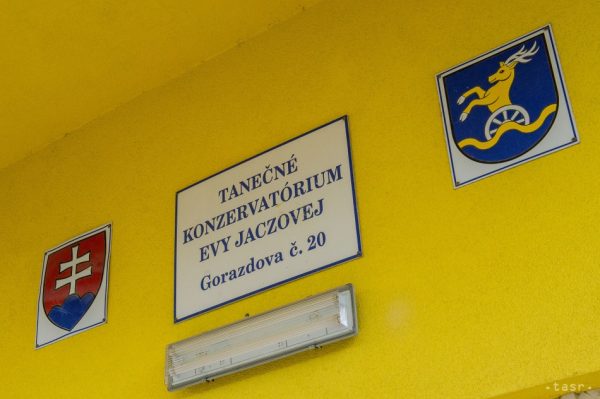 TANEČNÉ
KONZERVATÓRIUM
EVY JACZOVEJ
Gorazdova č. 20
-tasr-